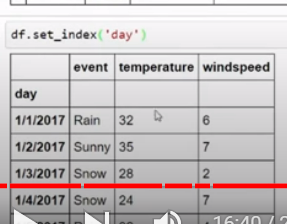 df.set_index('day')
event temperature windspeed
day
1/1/2017 Rain 32 6
1/2/2017 Sunny 35 7
1/3/2017 Snow 28 2
1/4/2017 Snow 24 7
16:40 / 2